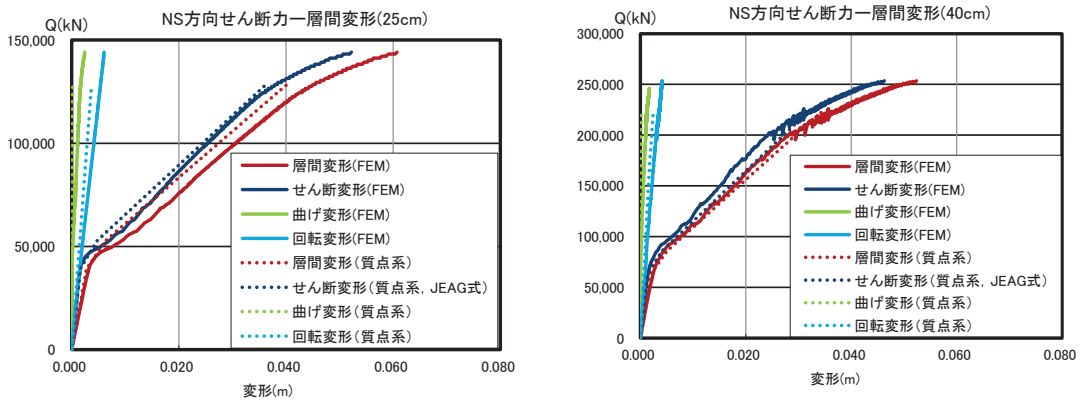 NS方向せん断力ー層間変形(25cm)
Q(kN)
150,000
100,000
50,000
0
0.000
0.020
0.040
0.060
0.080
変形(m)
層間変形(FEM)
せん断変形(FEM)
曲げ変形(FEM)
回転変形(FEM)
層間変形(質点系)
せん断変形(質点系, JEAG式)
曲げ変形(質点系)
回転変形(質点系)
NS方向せん断力ー層間変形(40cm)
Q(kN)
300,000
250,000
200,000
150,000
100,000
50,000
0
0.000
0.020
0.040
0.060
0.080
変形(m)
層間変形(FEM)
せん断変形(FEM)
曲げ変形(FEM)
回転変形(FEM)
層間変形(質点系)
せん断変形(質点系, JEAG式)
曲げ変形(質点系)
回転変形(質点系)